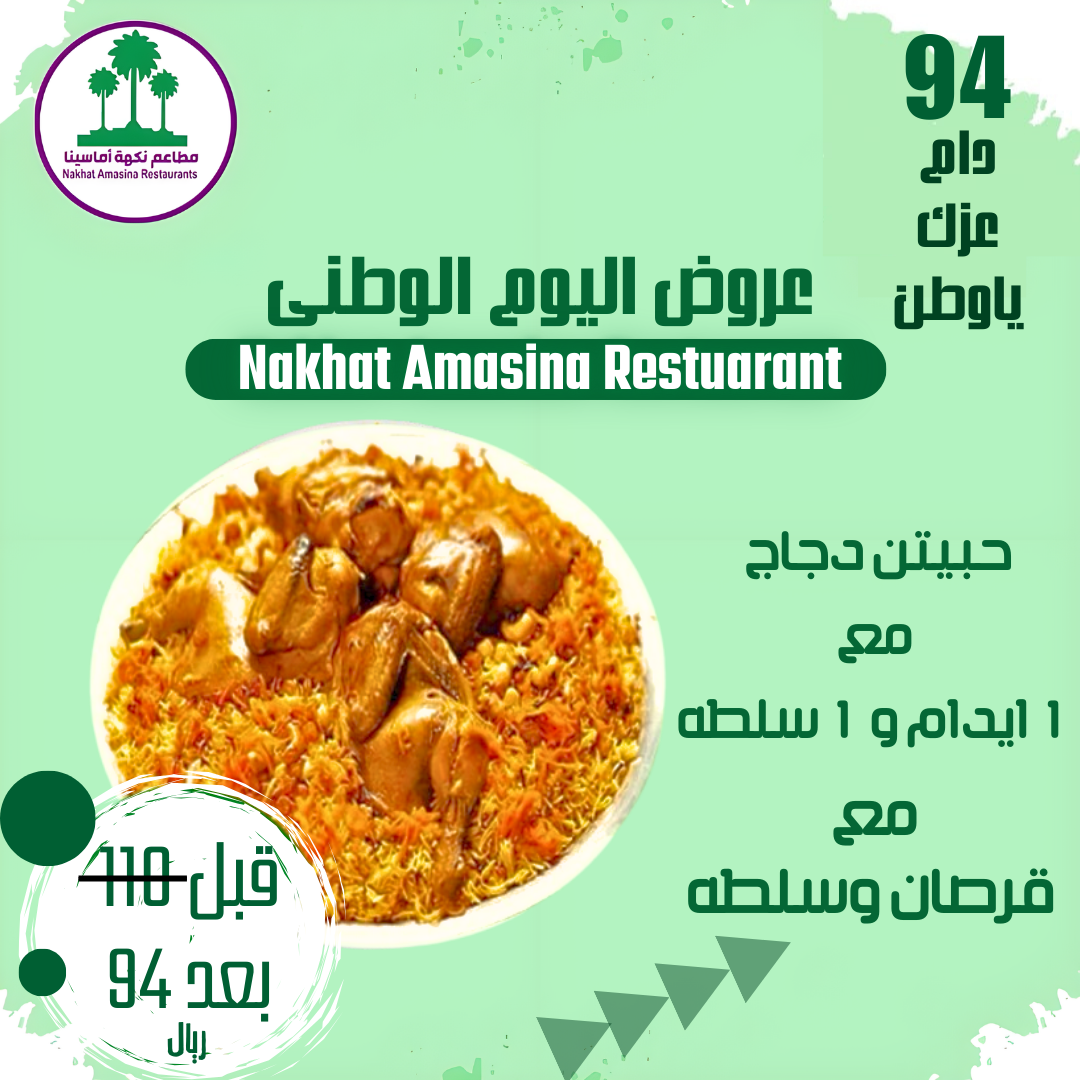 مطاعم نكهة أماسينا
Nakhat Amasina Restaurants
94
دام
عزك
ياوطن
عروض اليوم الوطنى
Nakhat Amasina Restuarant
حبيتن دجاج
مع
1 ايدام و 1 سلطه
مع
قرصان وسلطه
قبل 110
بعد 94
ريال